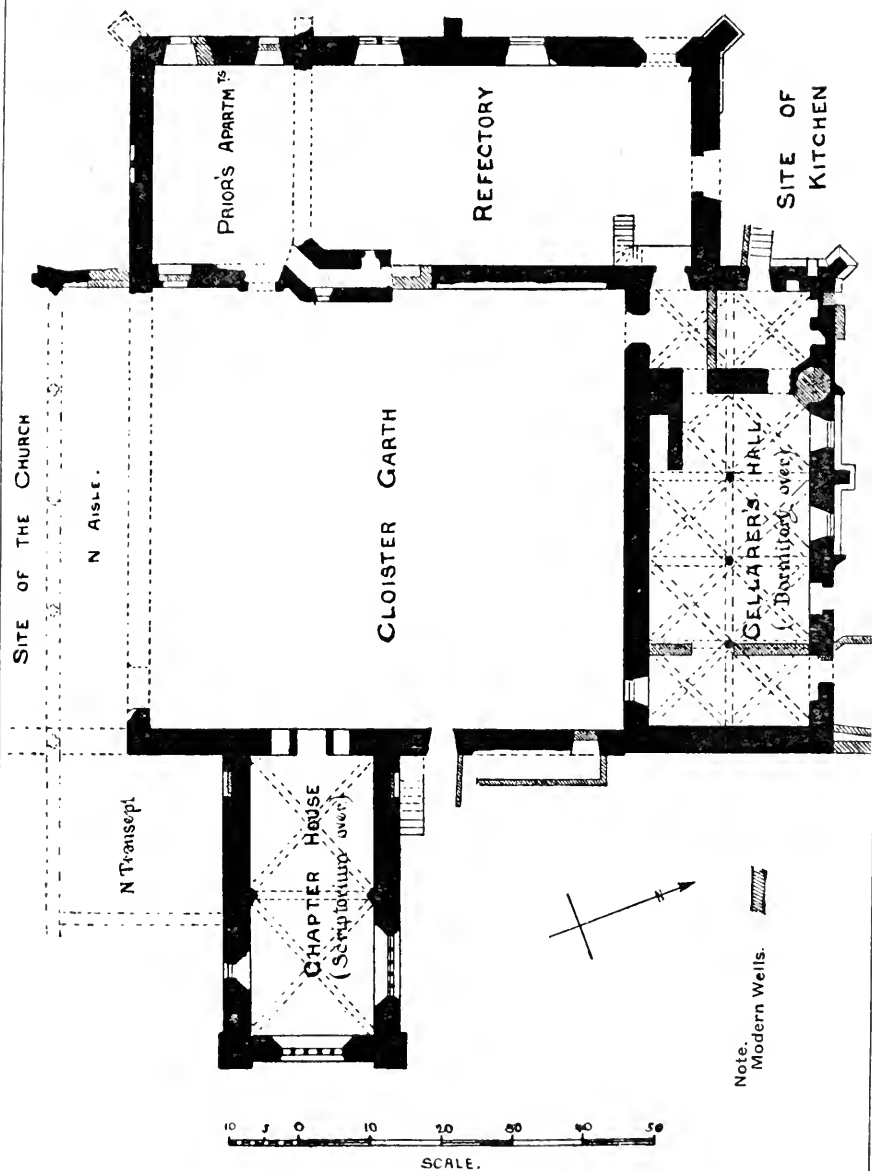 SITE OF THE CHURCH
N AISLE.
N Transept
PRIOR'S APARTMTS
REFECTORY
SITE OF
KITCHEN
CLOISTER GARTH
CELLARER'S HALL
(Dormitory over)
CHAPTER HOUSE
(Scriptorium over)
Note.
Modern Wells.
10 5 0 10 20 30 40 50
SCALE.